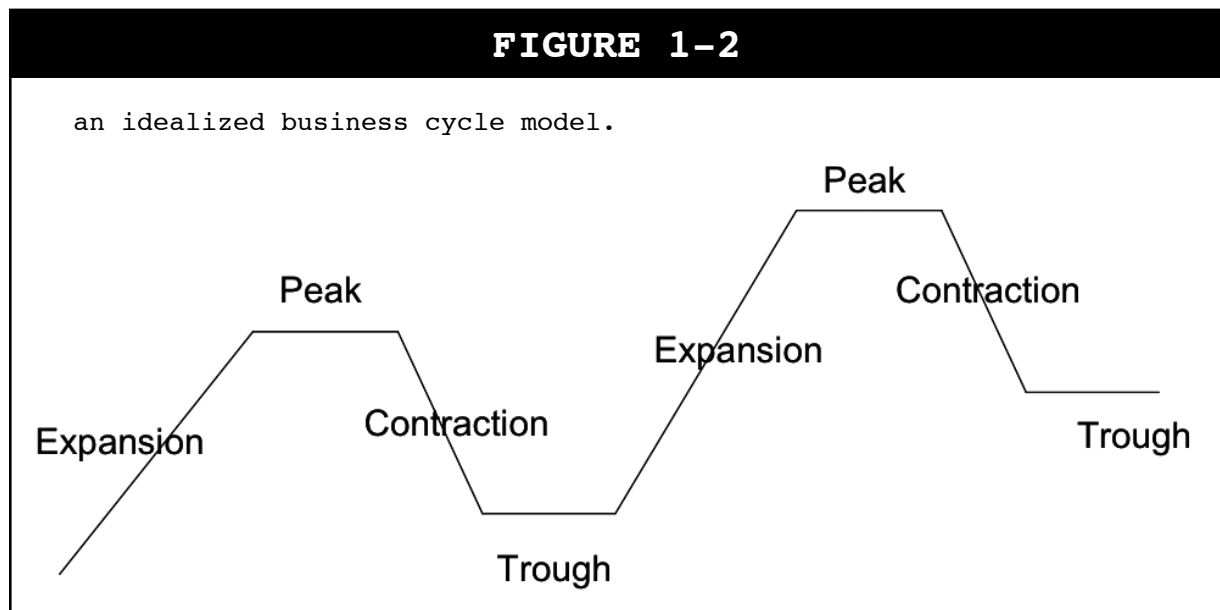 FIGURE 1-2
an idealized business cycle model.
Peak
Peak
Contraction
Expansion
Contraction
Expansion
Trough
Trough